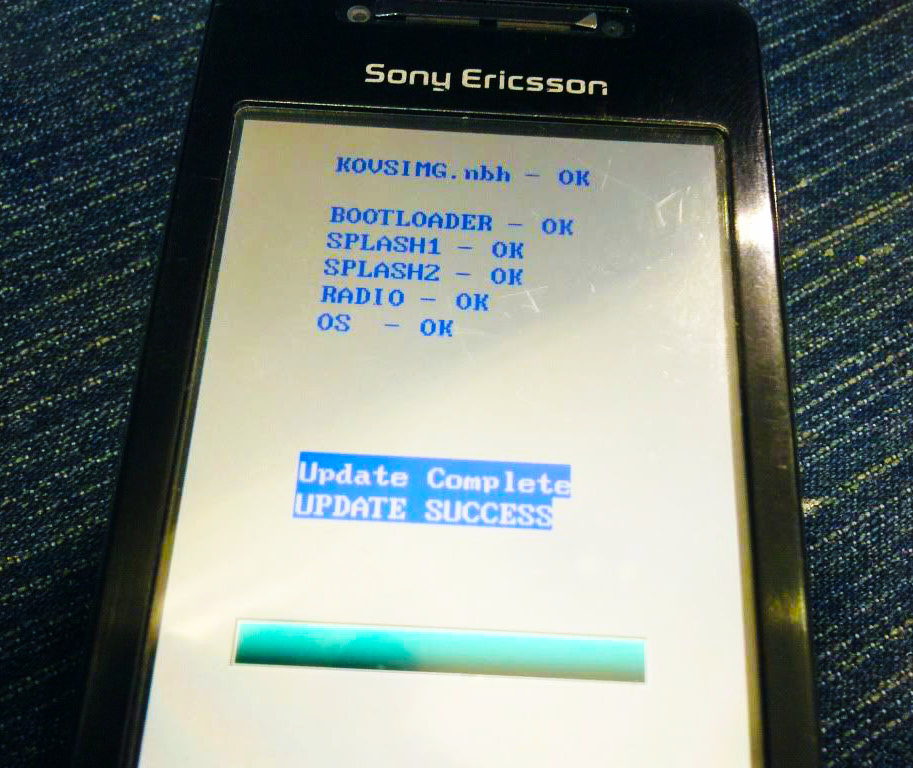 Sony Ericsson
KOVSIMG.nbh - OK
BOOTLOADER - OK
SPLASH1 - OK
SPLASH2 - OK
RADIO - OK
OS - OK
Update Complete
UPDATE SUCCESS